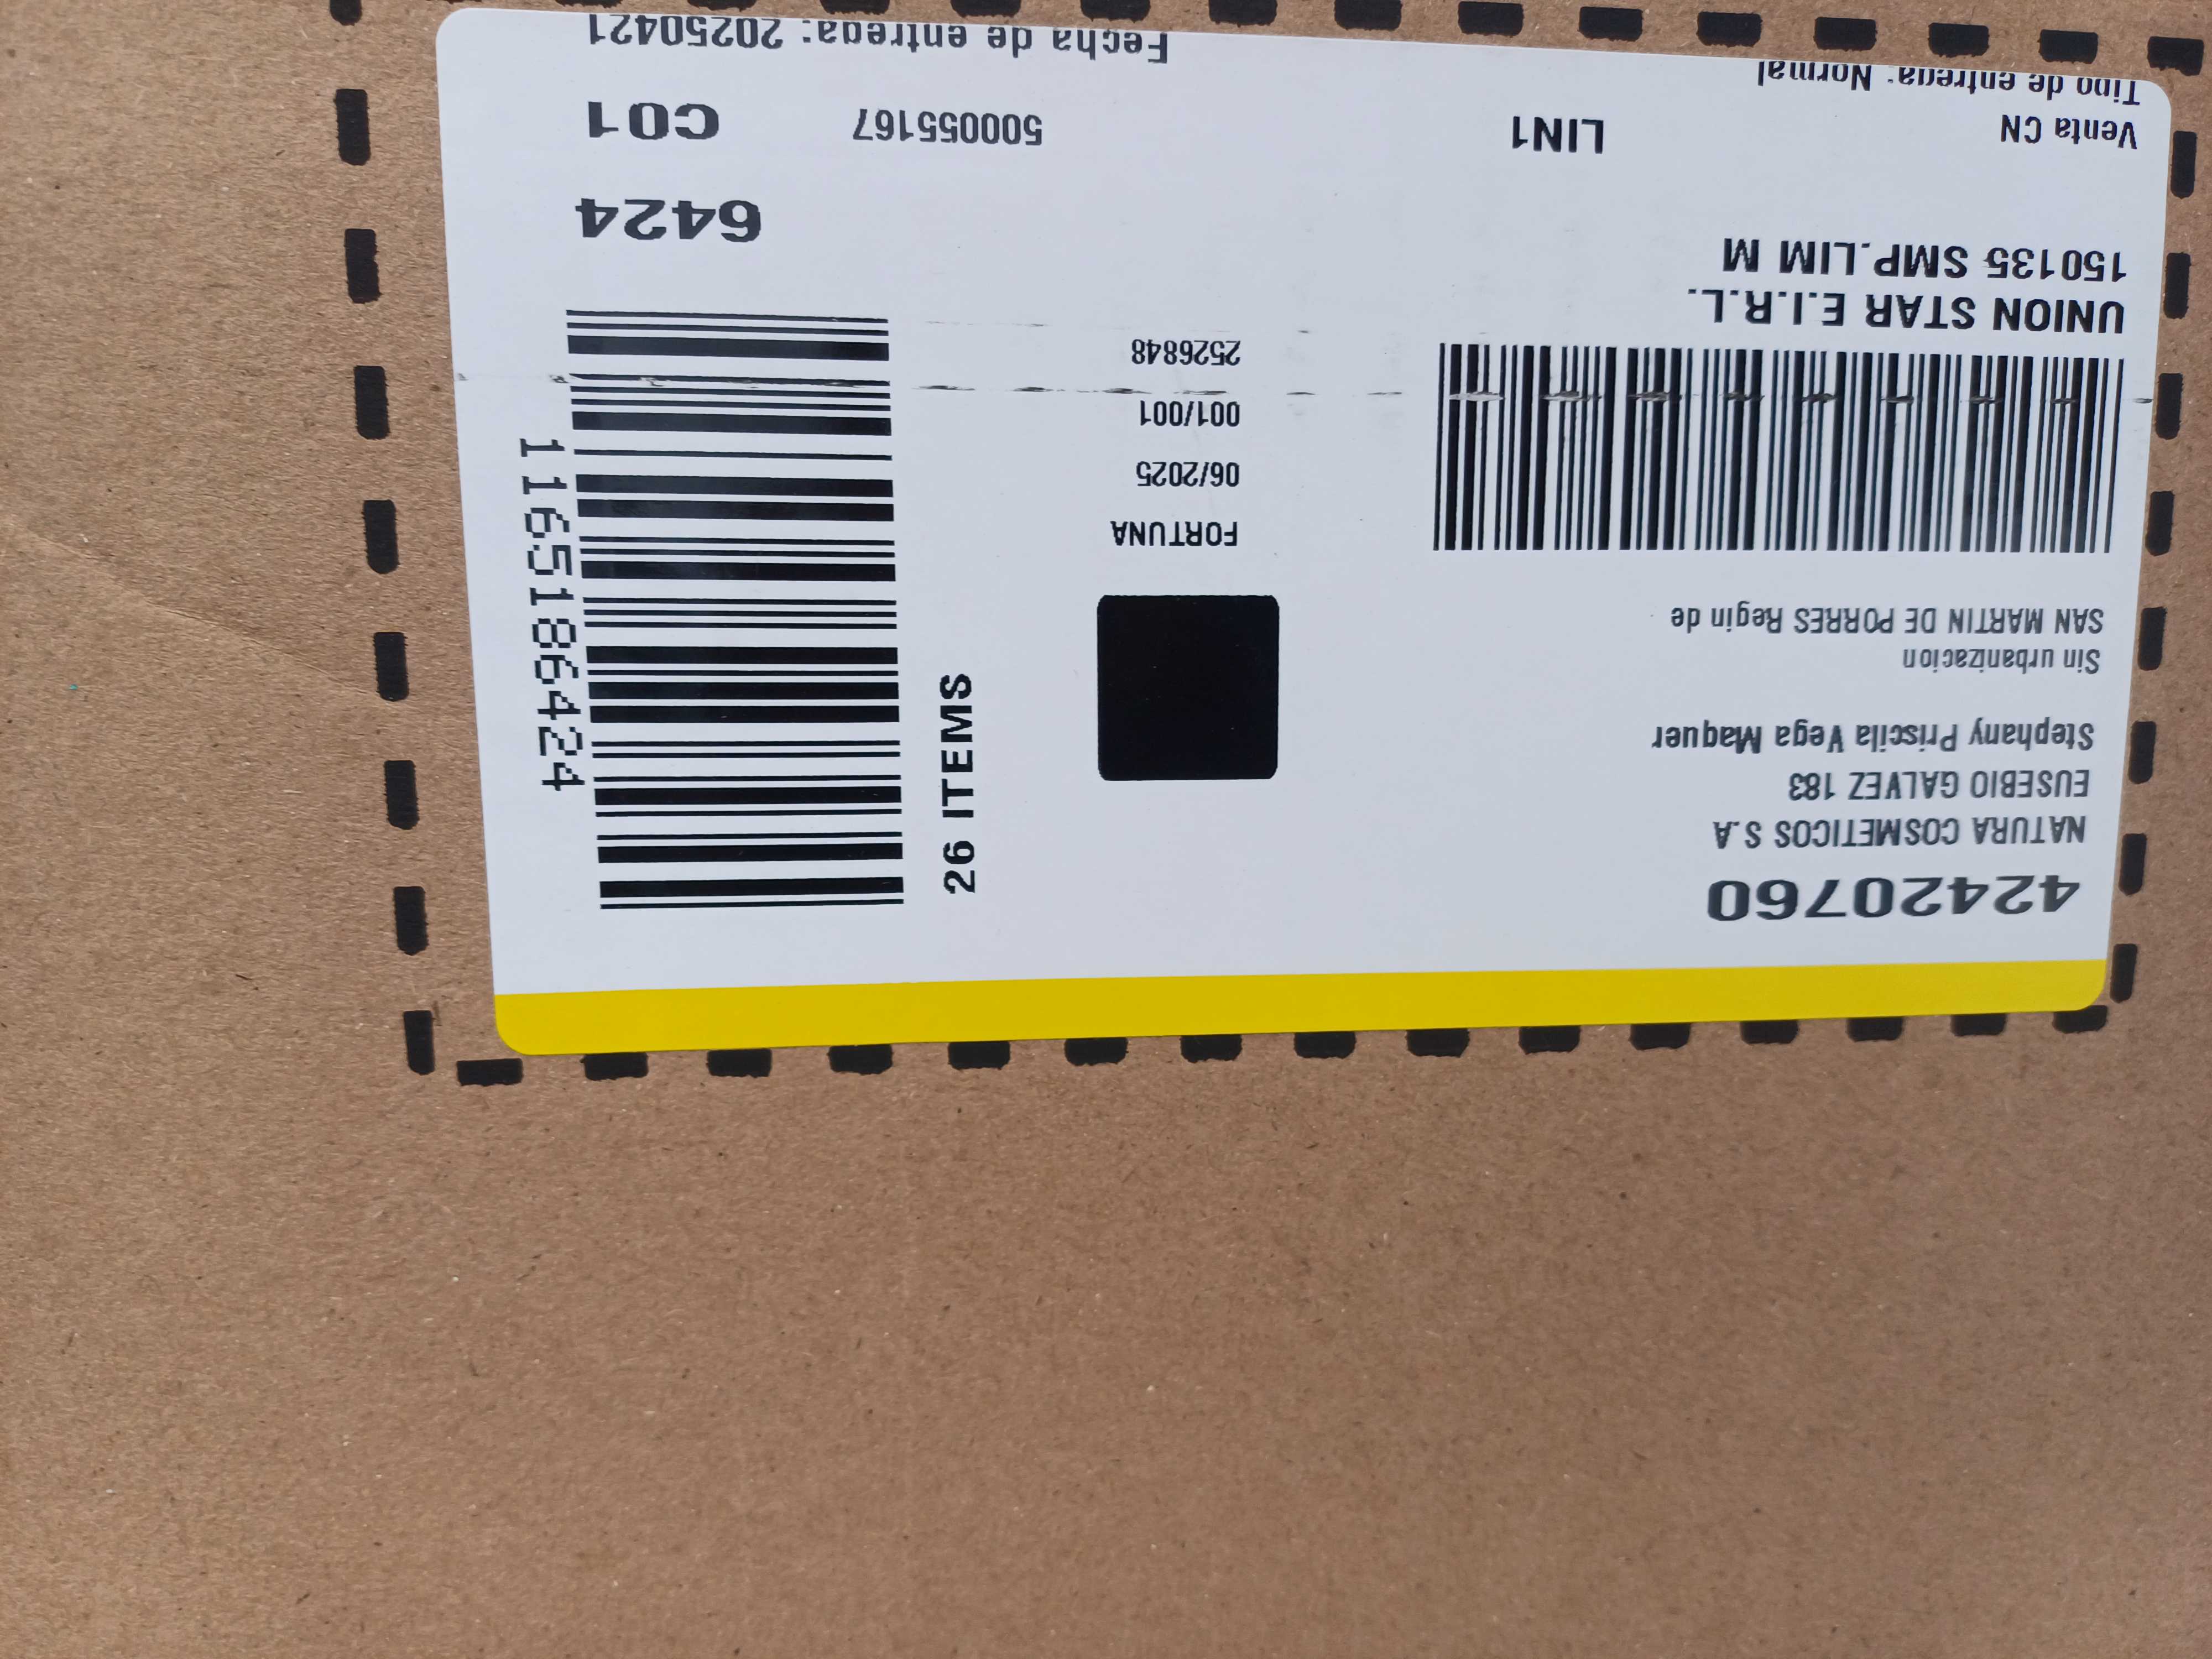 42420760
NATURA COSMETICOS S.A
EUSEBIO GALVEZ 183
Stephany Priscila Vega Maquer
Sin urbanizacion
SAN MARTIN DE PORRES Regin de
UNION STAR E.I.R.L.
150135 SMP.LIM M
Venta CN
LIN1
Tipo de entrega: Normal
FORTUNA
06/2025
001/001
2526848
26 ITEMS
1165186424
6424
500055167
C01
Fecha de entrega: 20250421